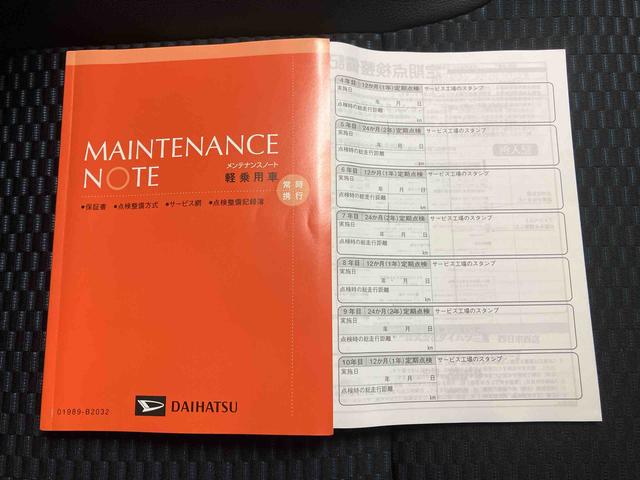 MAINTENANCE
NOTE
メンテナンスノート
軽乗用車
常時
携行
●保証書 ●点検整備方式 ●サービス網 ●点検整備記録簿
DAIHATSU
01989-B2032
4年目 12か月(1年)定期点検 サービス工場のスタンプ
実施日
年 月 日
点検時の総走行距離
km
5年目 24か月(2年)定期点検 サービス工場のスタンプ
実施日
年 月 日
点検時の総走行距離
km
6年目 12か月(1年)定期点検 サービス工場のスタンプ
実施日
年 月 日
点検時の総走行距離
km
7年目 24か月(2年)定期点検 サービス工場のスタンプ
実施日
年 月 日
点検時の総走行距離
km
8年目 12か月(1年)定期点検 サービス工場のスタンプ
実施日
年 月 日
点検時の総走行距離
km
9年目 24か月(2年)定期点検 サービス工場のスタンプ
実施日
年 月 日
点検時の総走行距離
km
10年目 12か月(1年)定期点検 サービス工場のスタンプ
実施日
年 月 日
点検時の総走行距離
km